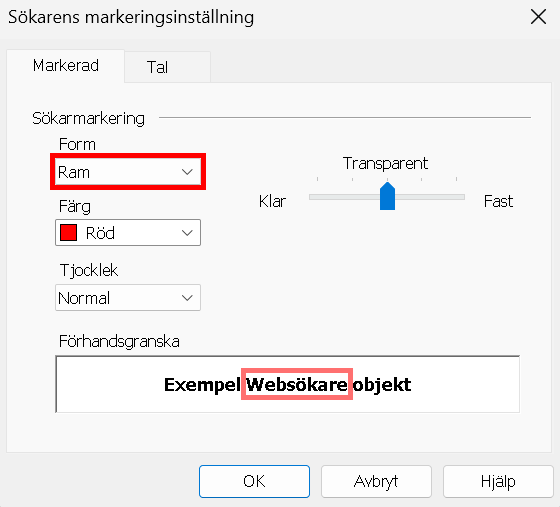 Sökarens markeringsinställning
Markerad
Tal
Sökarmarkering
Form
Ram
Färg
Röd
Tjocklek
Normal
Transparent
Klar
Fast
Förhandsgranska
Exempel Websökare objekt
OK
Avbryt
Hjälp